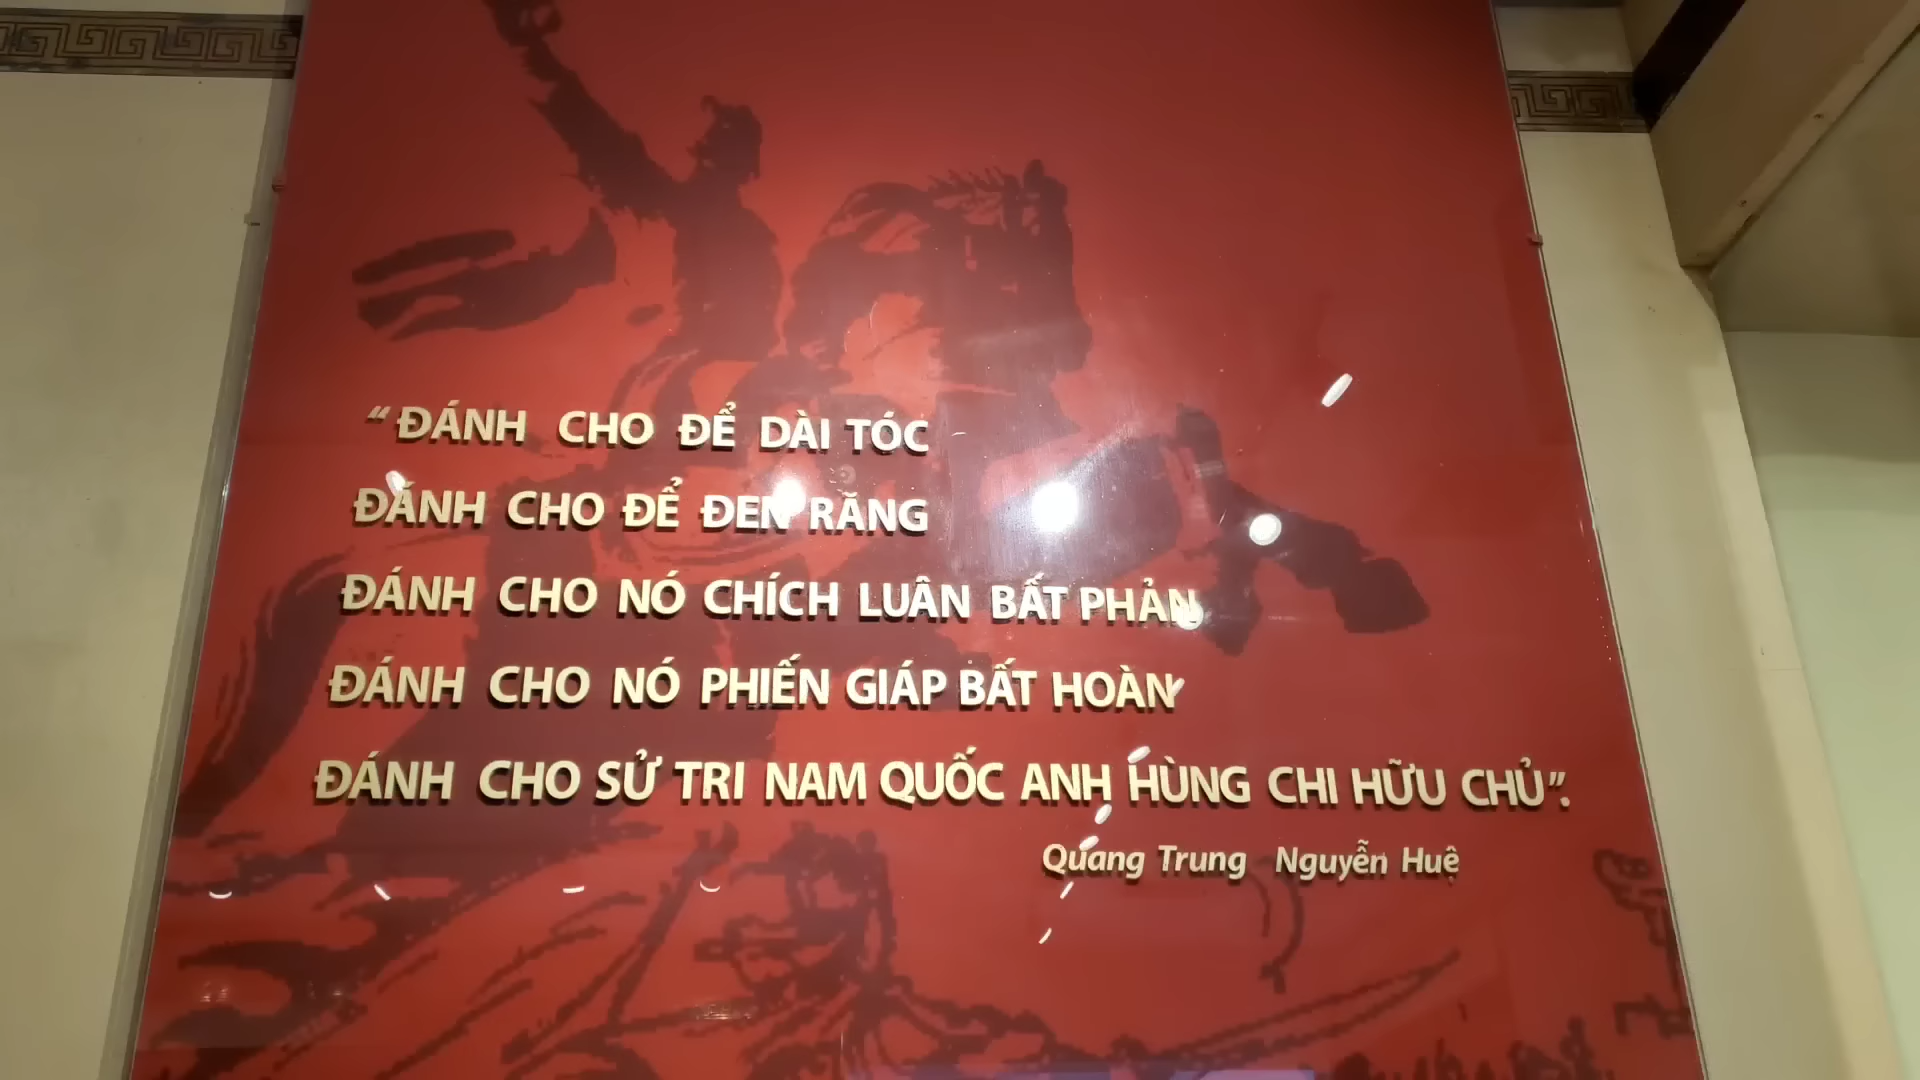 “ ĐÁNH CHO ĐỂ DÀI TÓC
ĐÁNH CHO ĐỂ ĐEN RĂNG
ĐÁNH CHO NÓ CHÍCH LUÂN BẤT PHẢN
ĐÁNH CHO NÓ PHIẾN GIÁP BẤT HOÀN
ĐÁNH CHO SỬ TRI NAM QUỐC ANH HÙNG CHI HỮU CHỦ”.
Quang Trung Nguyễn Huệ